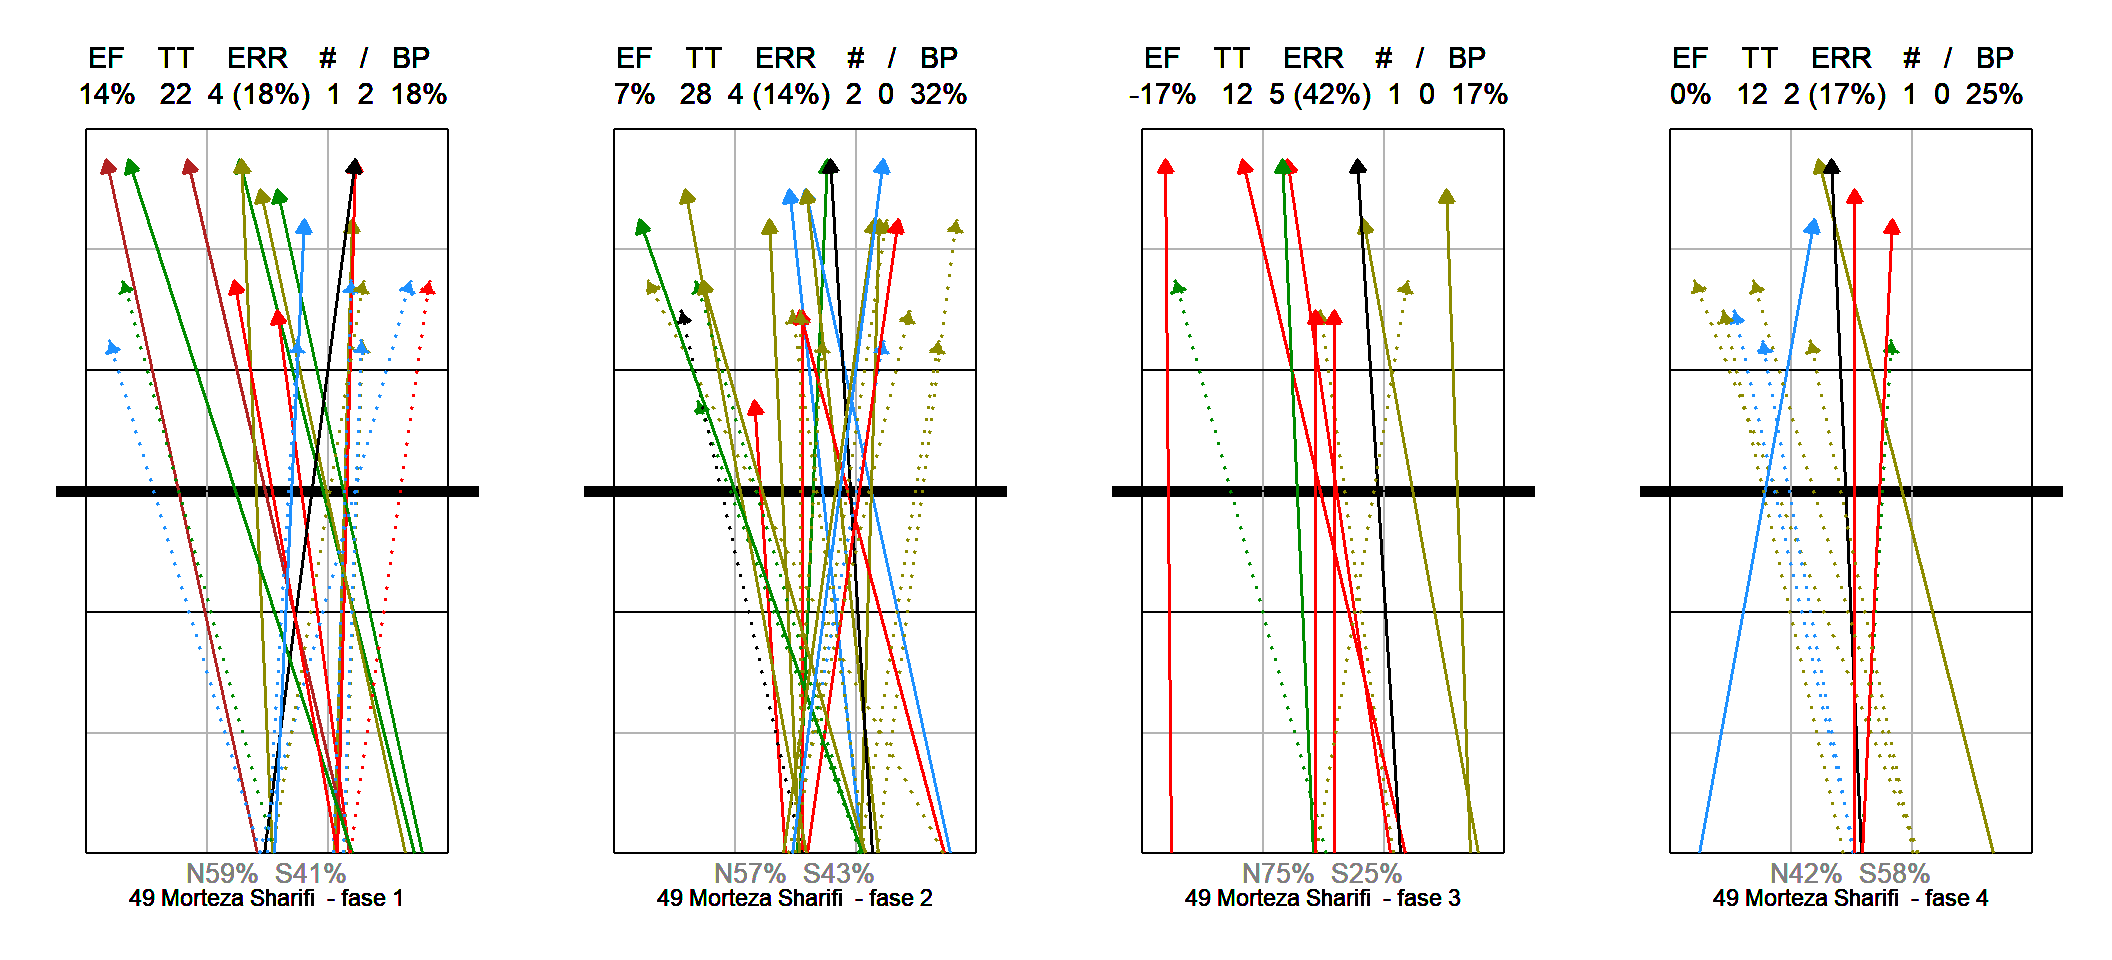 EF TT ERR # / BP
14% 22 4 (18%) 1 2 18%
N59% S41%
49 Morteza Sharifi - fase 1
EF TT ERR # / BP
7% 28 4 (14%) 2 0 32%
N57% S43%
49 Morteza Sharifi - fase 2
EF TT ERR # / BP
-17% 12 5 (42%) 1 0 17%
N75% S25%
49 Morteza Sharifi - fase 3
EF TT ERR # / BP
0% 12 2 (17%) 1 0 25%
N42% S58%
49 Morteza Sharifi - fase 4